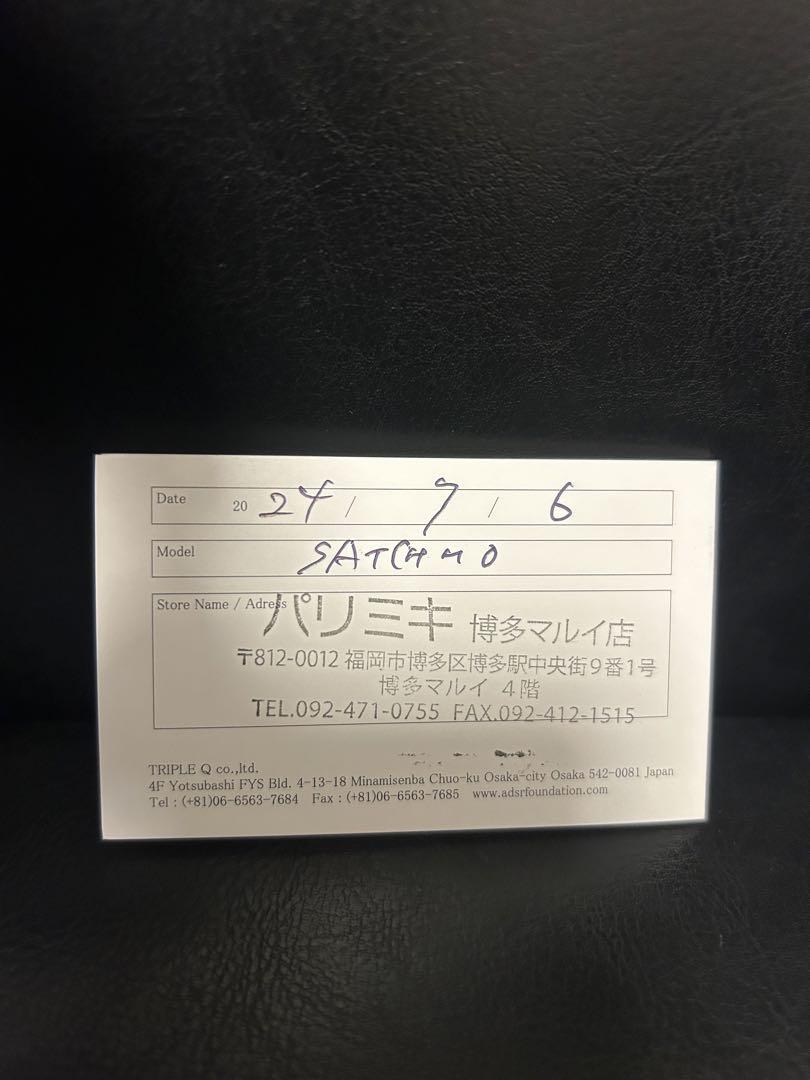 Date 20 24 / 7 / 6
Model SATCHMO
Store Name / Adress パリミキ 博多マルイ店
〒812-0012 福岡市博多区博多駅中央街9番1号
博多マルイ 4階
TEL.092-471-0755 FAX.092-412-1515
TRIPLE Q co.,ltd.
4F Yotsubashi FYS Bld. 4-13-18 Minamisenba Chuo-ku Osaka-city Osaka 542-0081 Japan
Tel : (+81)06-6563-7684 Fax : (+81)06-6563-7685 www.adsrfoundation.com